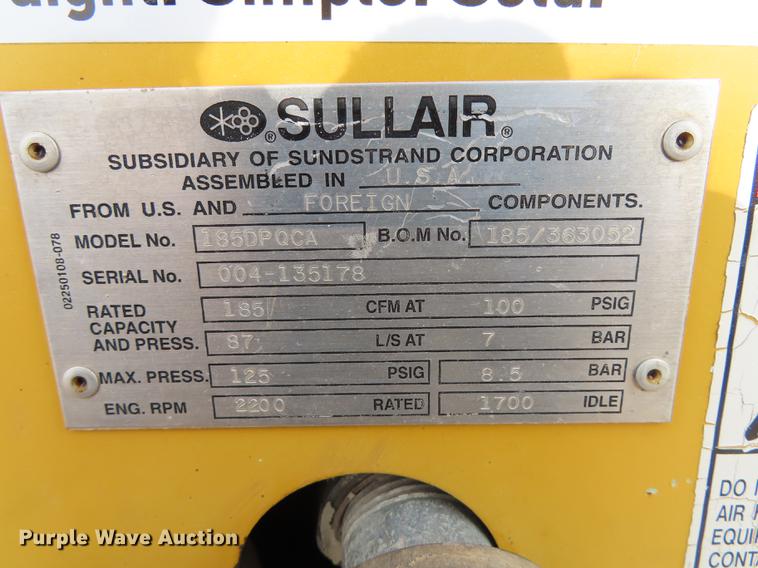 SULLAIR
®
®
SUBSIDIARY OF SUNDSTRAND CORPORATION
ASSEMBLED IN U.S.A.
FROM U.S. AND FOREIGN COMPONENTS.
MODEL No. 185DPQCA B.O.M No. 185/363052
SERIAL No. 004-135178
RATED CAPACITY AND PRESS.
185 CFM AT 100 PSIG
87 L/S AT 7 BAR
MAX. PRESS. 125 PSIG 8.5 BAR
ENG. RPM 2200 RATED 1700 IDLE
02250108-078
DO
AIR
EQUI
CONTA
Purple Wave Auction